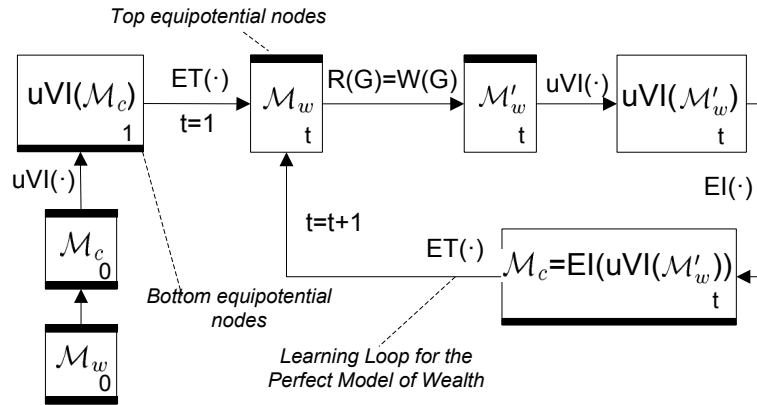 Top equipotential nodes
uVI(ℳc)
1
ET(·)
t=1
ℳw
t
R(G)=W(G)
ℳ′w
t
uVI(·)
uVI(ℳ′w)
t
EI(·)
uVI(·)
ℳc
0
ℳw
0
Bottom equipotential
nodes
t=t+1
ET(·)
ℳc=EI(uVI(ℳ′w))
t
Learning Loop for the
Perfect Model of Wealth